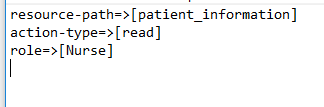 resource-path=>[patient_information]
action-type=>[read]
role=>[Nurse]